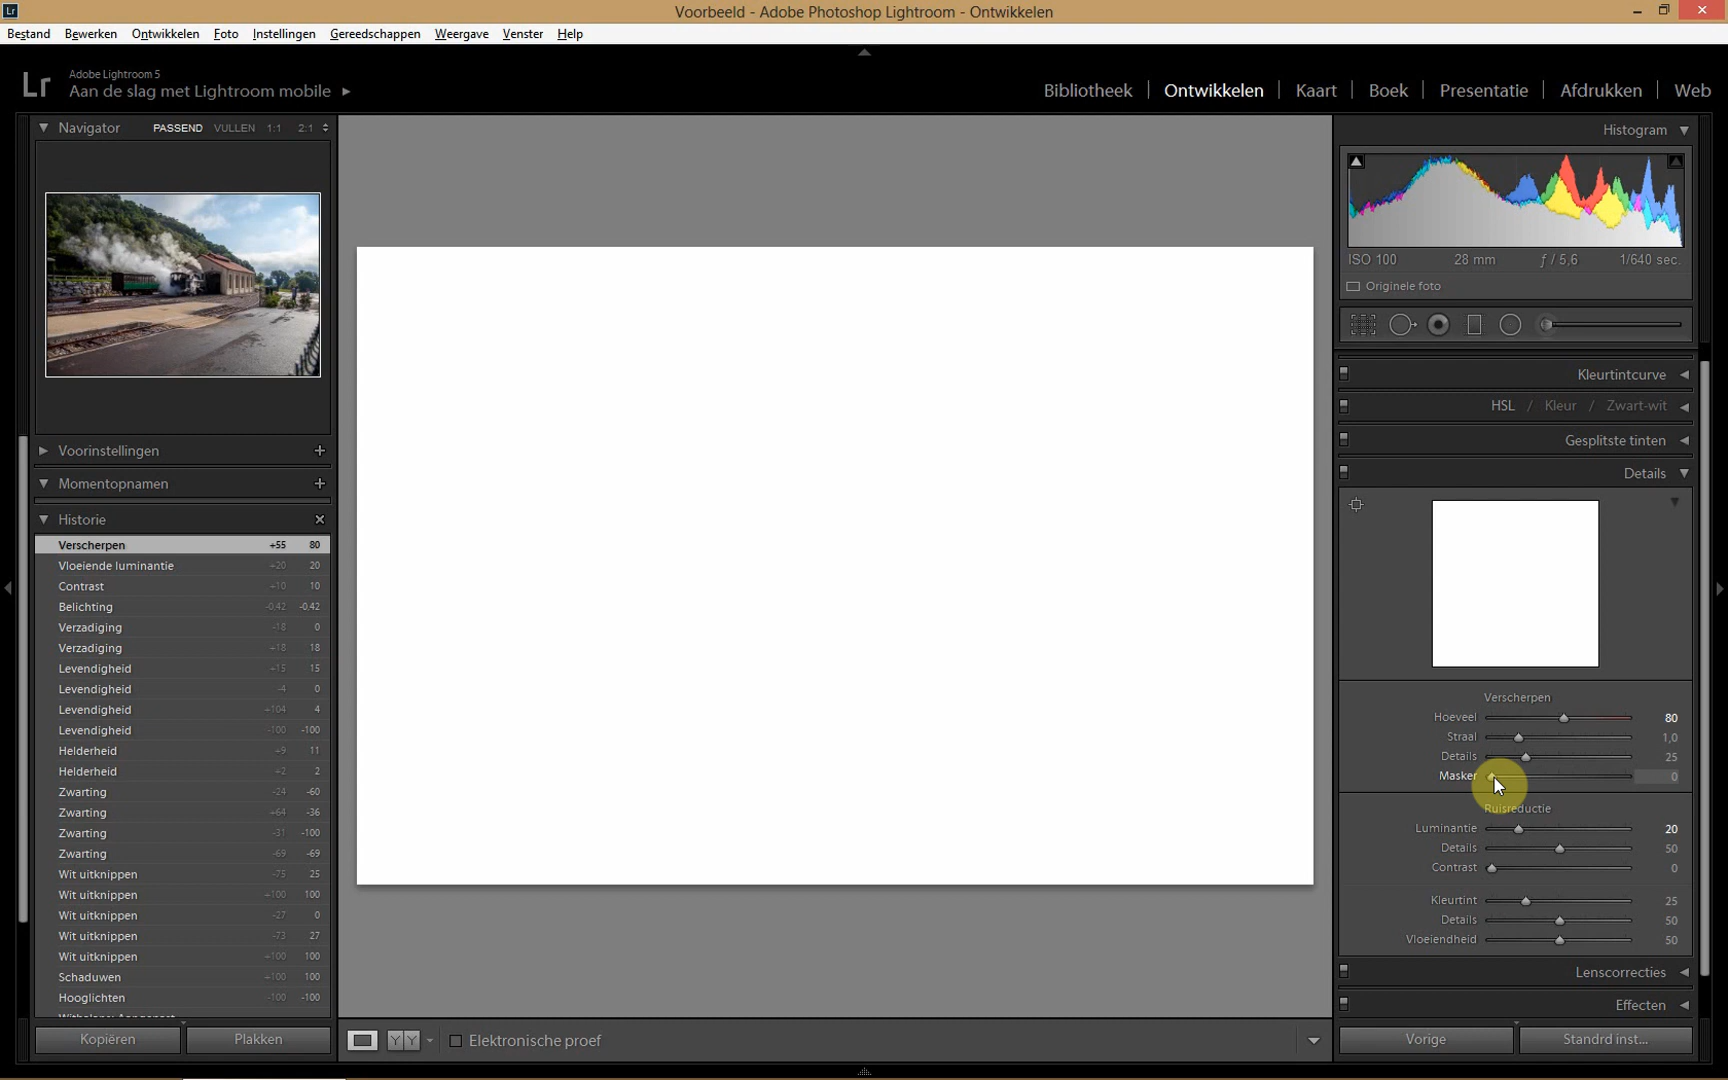 Lr Voorbeeld - Adobe Photoshop Lightroom - Ontwikkelen
Bestand Bewerken Ontwikkelen Foto Instellingen Gereedschappen Weergave Venster Help
Lr Adobe Lightroom 5
Aan de slag met Lightroom mobile
Bibliotheek Ontwikkelen Kaart Boek Presentatie Afdrukken Web
Navigator PASSEND VULLEN 1:1 2:1
Voorinstellingen
Momentopnamen
Historie
Verscherpen +55 80
Vloeiende luminantie +20 20
Contrast +10 10
Belichting -0,42 -0,42
Verzadiging -18 0
Verzadiging +18 18
Levendigheid +15 15
Levendigheid -4 0
Levendigheid +104 4
Levendigheid -100 -100
Helderheid +9 11
Helderheid +2 2
Zwarting -24 -60
Zwarting +64 -36
Zwarting -31 -100
Zwarting -69 -69
Wit uitknippen -75 25
Wit uitknippen +100 100
Wit uitknippen -27 0
Wit uitknippen -73 27
Wit uitknippen +100 100
Schaduwen +100 100
Hooglichten -100 -100
Kopiëren Plakken
YY Elektronische proef
Histogram
ISO 100 28 mm ƒ / 5,6 1/640 sec.
Originele foto
Kleurtintcurve
HSL / Kleur / Zwart-wit
Gesplitste tinten
Details
Verscherpen
Hoeveel 80
Straal 1,0
Details 25
Masker 0
Ruisreductie
Luminantie 20
Details 50
Contrast 0
Kleurtint 25
Details 50
Vloeiendheid 50
Lenscorrecties
Effecten
Vorige Standrd inst...